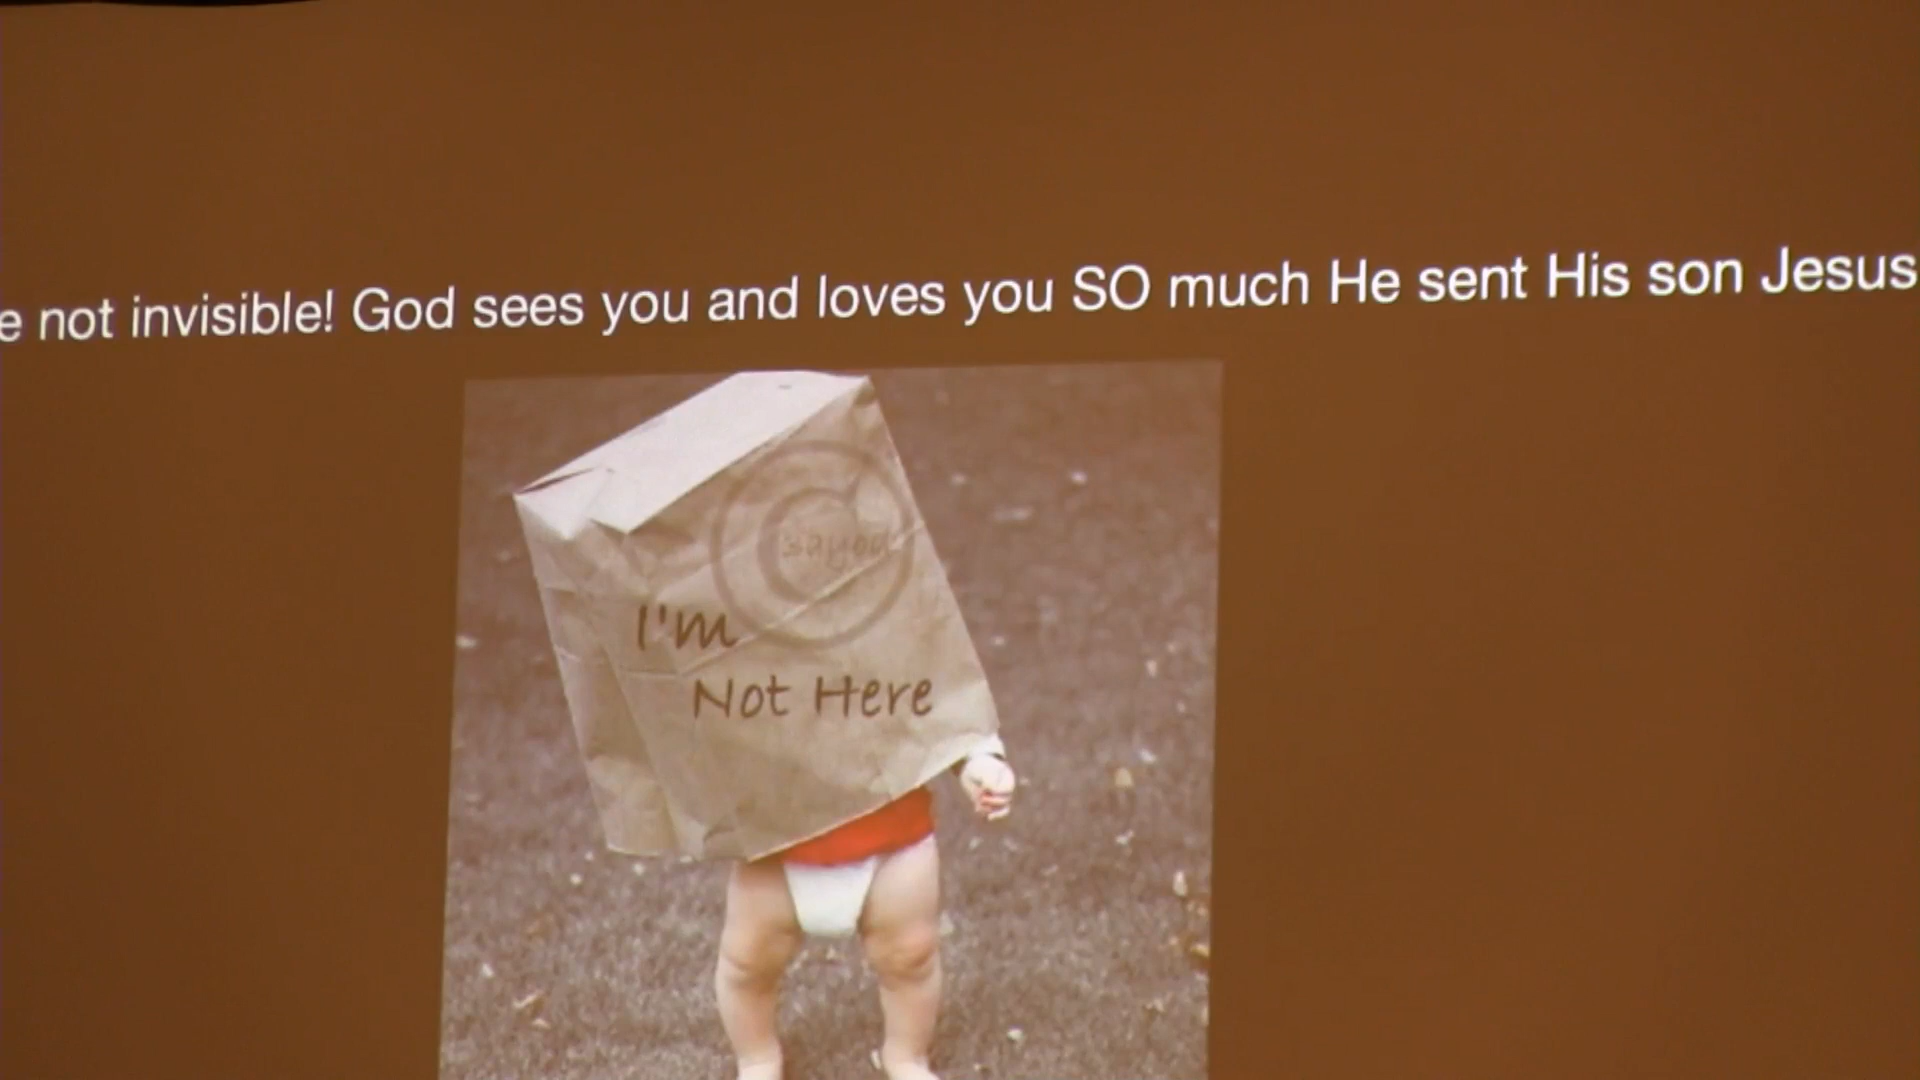 e not invisible! God sees you and loves you SO much He sent His son Jesus
I'm
Not Here